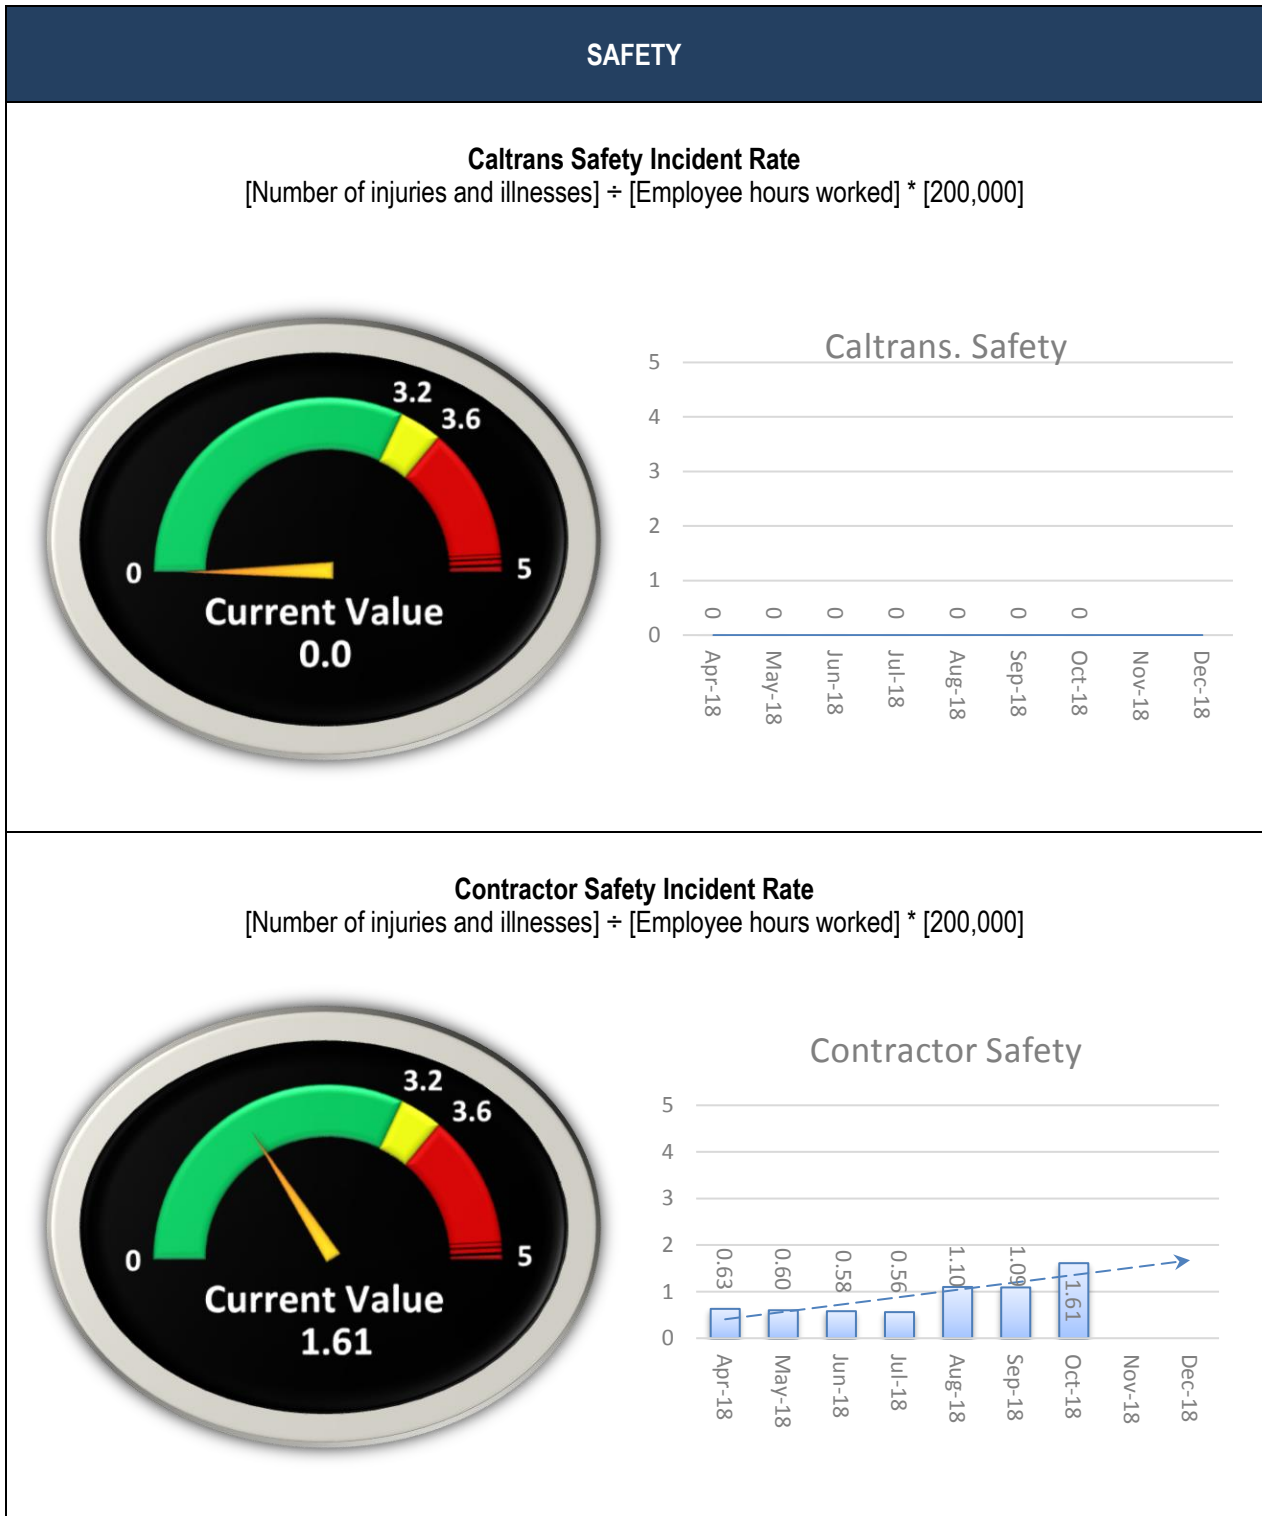 SAFETY
Caltrans Safety Incident Rate
[Number of injuries and illnesses] ÷ [Employee hours worked] * [200,000]
3.2
3.6
0
5
Current Value
0.0
Caltrans. Safety
5
4
3
2
1
0
0
0
0
0
0
0
0
Apr-18
May-18
Jun-18
Jul-18
Aug-18
Sep-18
Oct-18
Nov-18
Dec-18
Contractor Safety Incident Rate
[Number of injuries and illnesses] ÷ [Employee hours worked] * [200,000]
3.2
3.6
0
5
Current Value
1.61
Contractor Safety
5
4
3
2
1
0
0.63
0.60
0.58
0.56
1.10
1.09
1.61
Apr-18
May-18
Jun-18
Jul-18
Aug-18
Sep-18
Oct-18
Nov-18
Dec-18